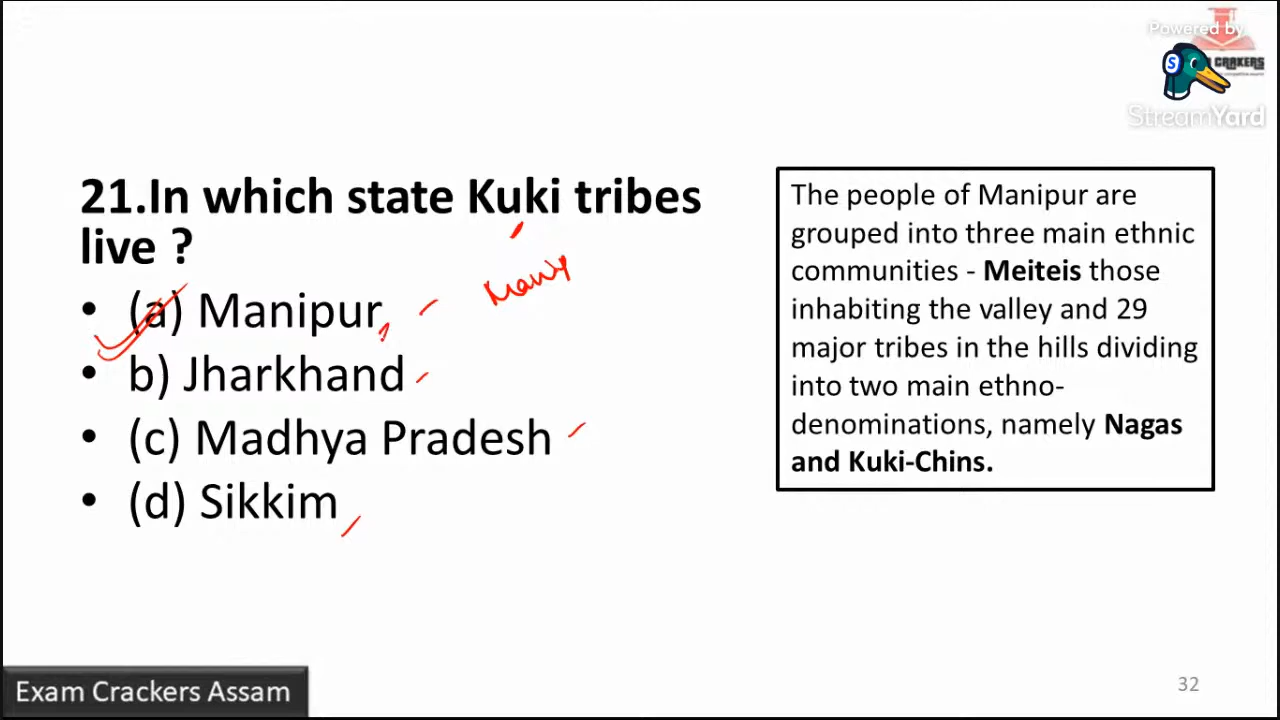 Powered by
CRAKERS
StreamYard
21.In which state Kuki tribes
live ?
• (a) Manipur
• b) Jharkhand
• (c) Madhya Pradesh
• (d) Sikkim
The people of Manipur are
grouped into three main ethnic
communities - Meiteis those
inhabiting the valley and 29
major tribes in the hills dividing
into two main ethno-
denominations, namely Nagas
and Kuki-Chins.
Exam Crackers Assam
32